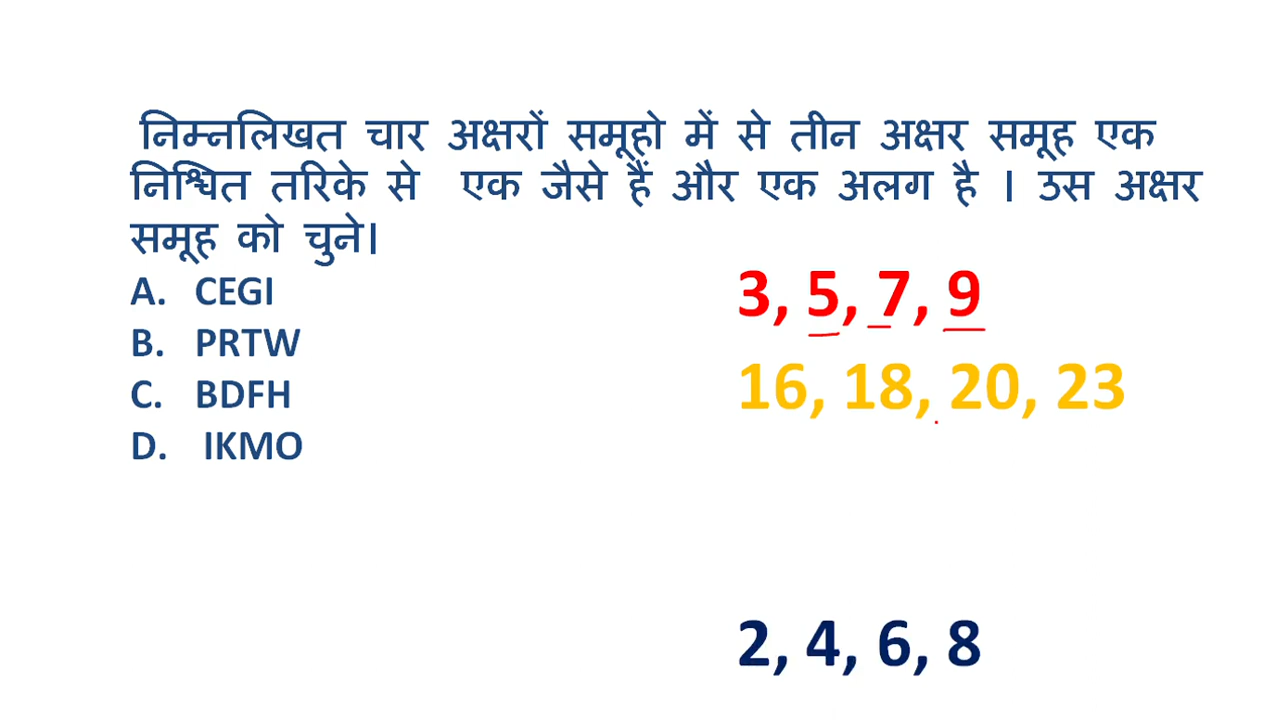 निम्नलिखत चार अक्षरों समूहो में से तीन अक्षर समूह एक
निश्चित तरिके से एक जैसे हैं और एक अलग है । उस अक्षर
समूह को चुने।
A. CEGI
B. PRTW
C. BDFH
D. IKMO
3, 5, 7, 9
16, 18, 20, 23
2, 4, 6, 8